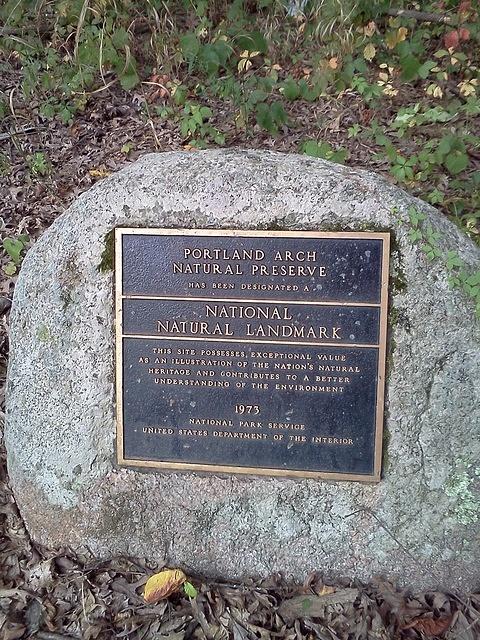 PORTLAND ARCH
NATURAL PRESERVE
HAS BEEN DESIGNATED A
NATIONAL
NATURAL LANDMARK
THIS SITE POSSESSES, EXCEPTIONAL VALUE
AS AN ILLUSTRATION OF THE NATION'S NATURAL
HERITAGE AND CONTRIBUTES TO A BETTER
UNDERSTANDING OF THE ENVIRONMENT
1973
NATIONAL PARK SERVICE
UNITED STATES DEPARTMENT OF THE INTERIOR